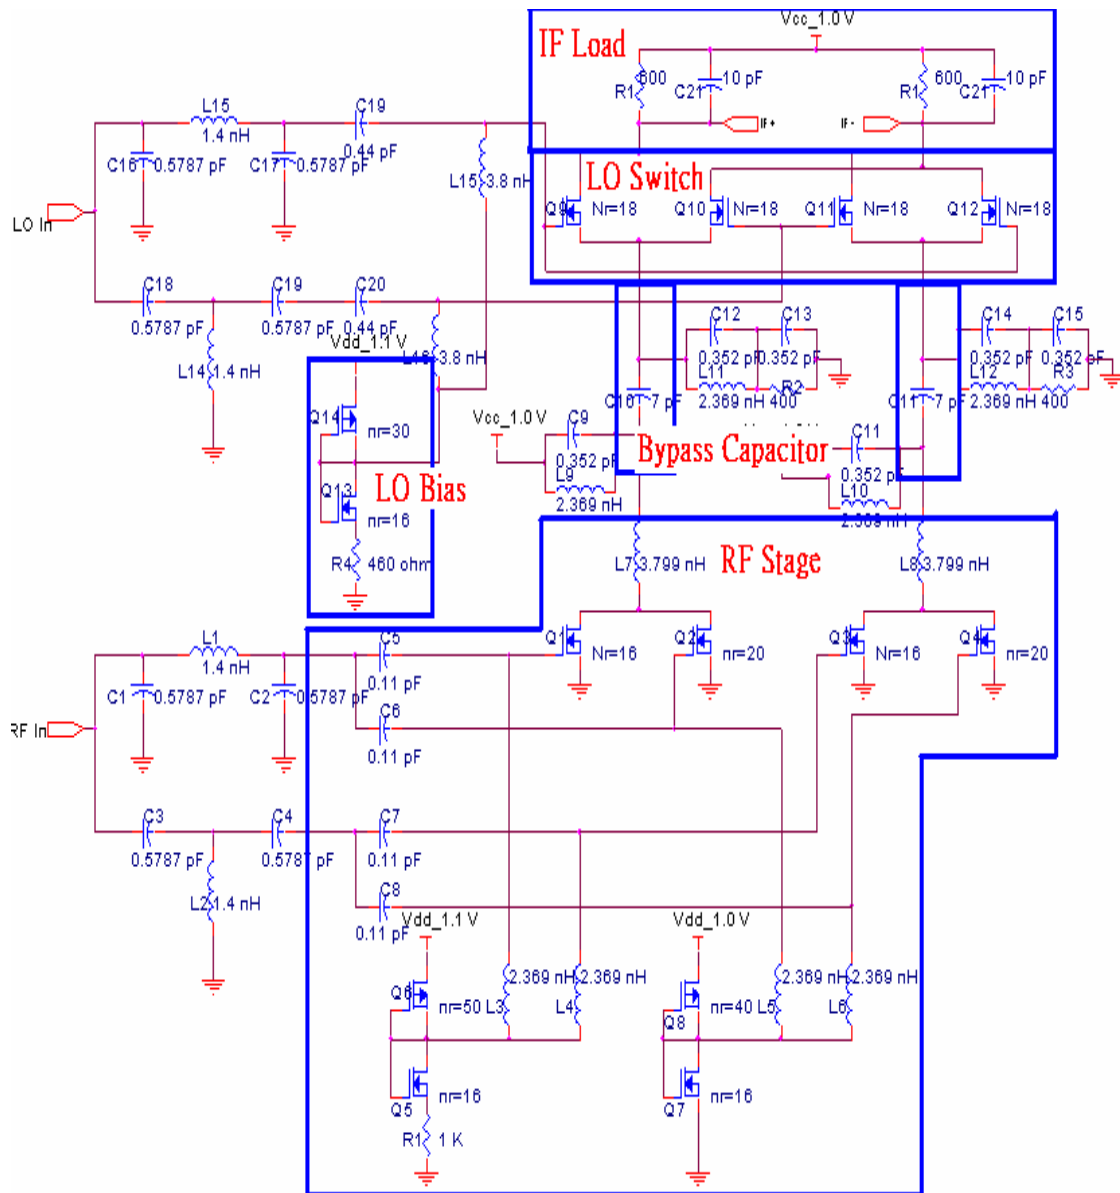 Vcc_1.0 V
IF Load
600
10 pF
600
10 pF
R1
C21
R1
C21
IF+
IF-
L15
1.4 nH
C19
0.44 pF
C16
0.5787 pF
C17
0.5787 pF
L15
3.8 nH
LO In
LO Switch
Q9
Nr=18
Q10
Nr=18
Q11
Nr=18
Q12
Nr=18
C18
0.5787 pF
C19
0.5787 pF
C20
0.44 pF
L14
1.4 nH
Vdd_1.1 V
L16
3.8 nH
C12
0.352 pF
C13
0.352 pF
L11
2.369 nH
R2
400
C14
0.352 pF
C15
0.352 pF
L12
2.369 nH
R3
400
C10
7 pF
C11
7 pF
Q14
nr=30
Q13
nr=16
LO Bias
R4
460 ohm
Vcc_1.0 V
C9
0.352 pF
L9
2.369 nH
Bypass Capacitor
C11
0.352 pF
L10
2.369 nH
RF Stage
L7
3.799 nH
L8
3.799 nH
Q1
Nr=16
Q2
nr=20
Q3
Nr=16
Q4
nr=20
L1
1.4 nH
C5
0.11 pF
C1
0.5787 pF
C2
0.5787 pF
C6
0.11 pF
RF In
C3
0.5787 pF
C4
0.5787 pF
C7
0.11 pF
L2
1.4 nH
C8
0.11 pF
Vdd_1.1 V
Vdd_1.0 V
2.369 nH
2.369 nH
2.369 nH
2.369 nH
Q6
nr=50
L3
L4
Q8
nr=40
L5
L6
Q5
nr=16
Q7
nr=16
R1
1 K